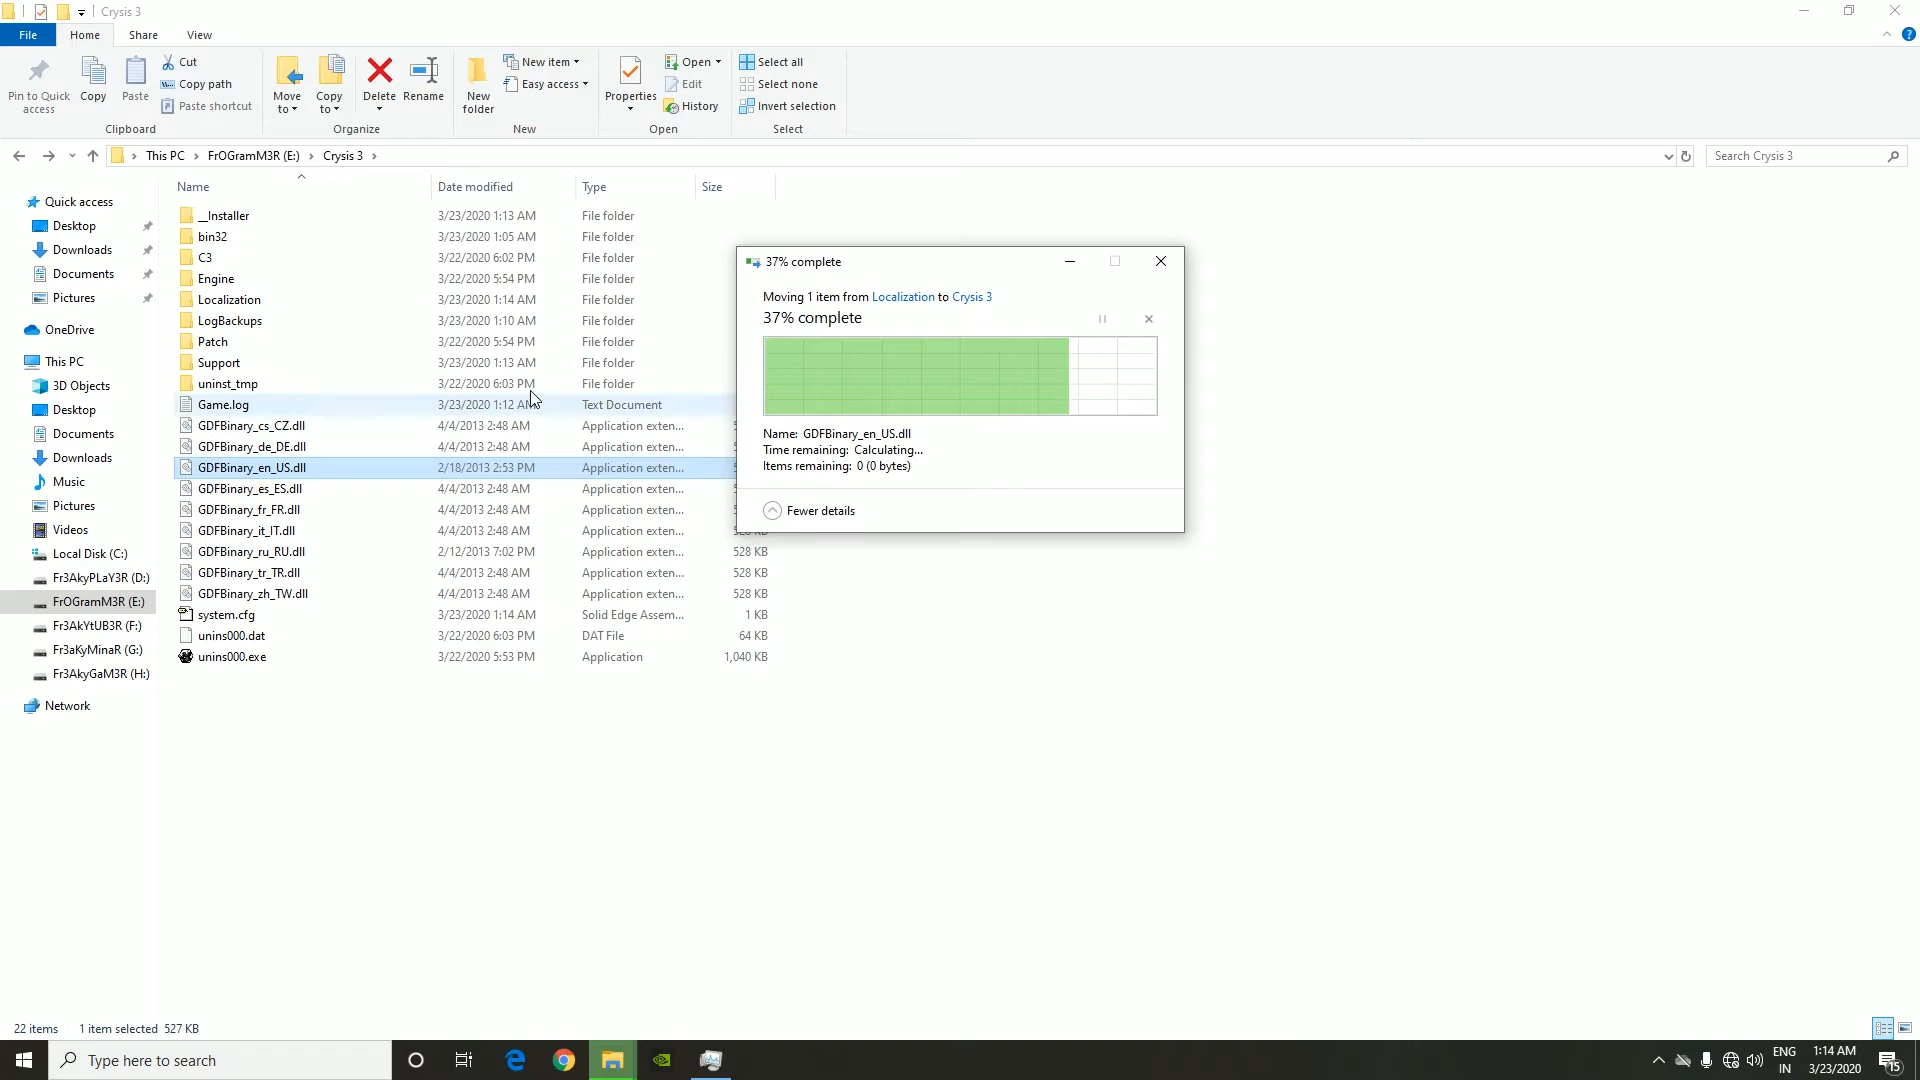 Crysis 3
File
Home
Share
View
Pin to Quick access
Copy
Paste
Cut
Copy path
Paste shortcut
Clipboard
Move to
Copy to
Delete
Rename
Organize
New folder
New item
Easy access
New
Properties
Open
Edit
History
Open
Select all
Select none
Invert selection
Select
This PC > FrOGramM3R (E:) > Crysis 3 >
Search Crysis 3
Name Date modified Type Size
__Installer 3/23/2020 1:13 AM File folder
bin32 3/23/2020 1:05 AM File folder
C3 3/22/2020 6:02 PM File folder
Engine 3/22/2020 5:54 PM File folder
Localization 3/23/2020 1:14 AM File folder
LogBackups 3/23/2020 1:10 AM File folder
Patch 3/22/2020 5:54 PM File folder
Support 3/23/2020 1:13 AM File folder
uninst_tmp 3/22/2020 6:03 PM File folder
Game.log 3/23/2020 1:12 AM Text Document
GDFBinary_cs_CZ.dll 4/4/2013 2:48 AM Application exten...
GDFBinary_de_DE.dll 4/4/2013 2:48 AM Application exten...
GDFBinary_en_US.dll 2/18/2013 2:53 PM Application exten...
GDFBinary_es_ES.dll 4/4/2013 2:48 AM Application exten...
GDFBinary_fr_FR.dll 4/4/2013 2:48 AM Application exten...
GDFBinary_it_IT.dll 4/4/2013 2:48 AM Application exten... 528 KB
GDFBinary_ru_RU.dll 2/12/2013 7:02 PM Application exten... 528 KB
GDFBinary_tr_TR.dll 4/4/2013 2:48 AM Application exten... 528 KB
GDFBinary_zh_TW.dll 4/4/2013 2:48 AM Application exten... 528 KB
system.cfg 3/23/2020 1:14 AM Solid Edge Assem... 1 KB
unins000.dat 3/22/2020 6:03 PM DAT File 64 KB
unins000.exe 3/22/2020 5:53 PM Application 1,040 KB
Quick access
Desktop
Downloads
Documents
Pictures
OneDrive
This PC
3D Objects
Desktop
Documents
Downloads
Music
Pictures
Videos
Local Disk (C:)
Fr3AkyPLaY3R (D:)
FrOGramM3R (E:)
Fr3AkYtUB3R (F:)
Fr3aKyMinaR (G:)
Fr3AkyGaM3R (H:)
Network
37% complete
Moving 1 item from Localization to Crysis 3
37% complete
Name: GDFBinary_en_US.dll
Time remaining: Calculating...
Items remaining: 0 (0 bytes)
Fewer details
22 items 1 item selected 527 KB
Type here to search
ENG
IN
1:14 AM
3/23/2020
15